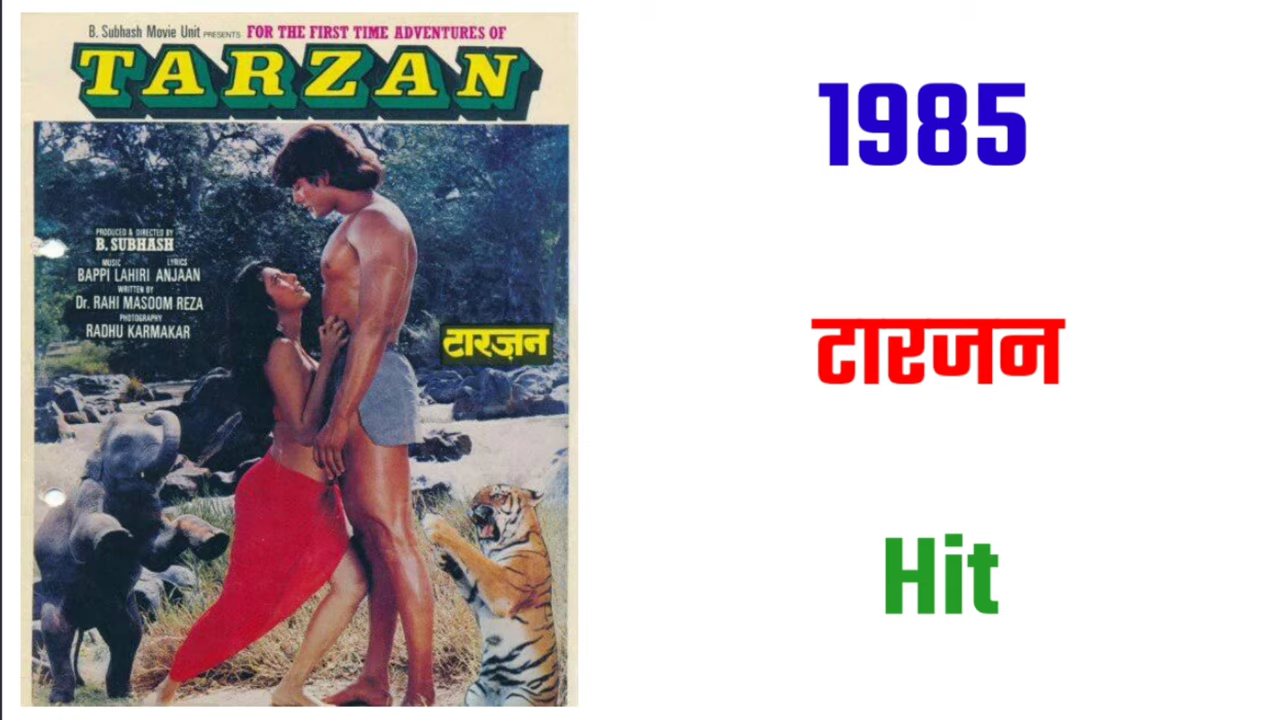 B. Subhash Movie Unit PRESENTS FOR THE FIRST TIME ADVENTURES OF
TARZAN
PRODUCED & DIRECTED BY
B. SUBHASH
MUSIC LYRICS
BAPPI LAHIRI ANJAAN
WRITTEN BY
Dr. RAHI MASOOM REZA
PHOTOGRAPHY
RADHU KARMAKAR
टारज़न
1985
टारजन
Hit